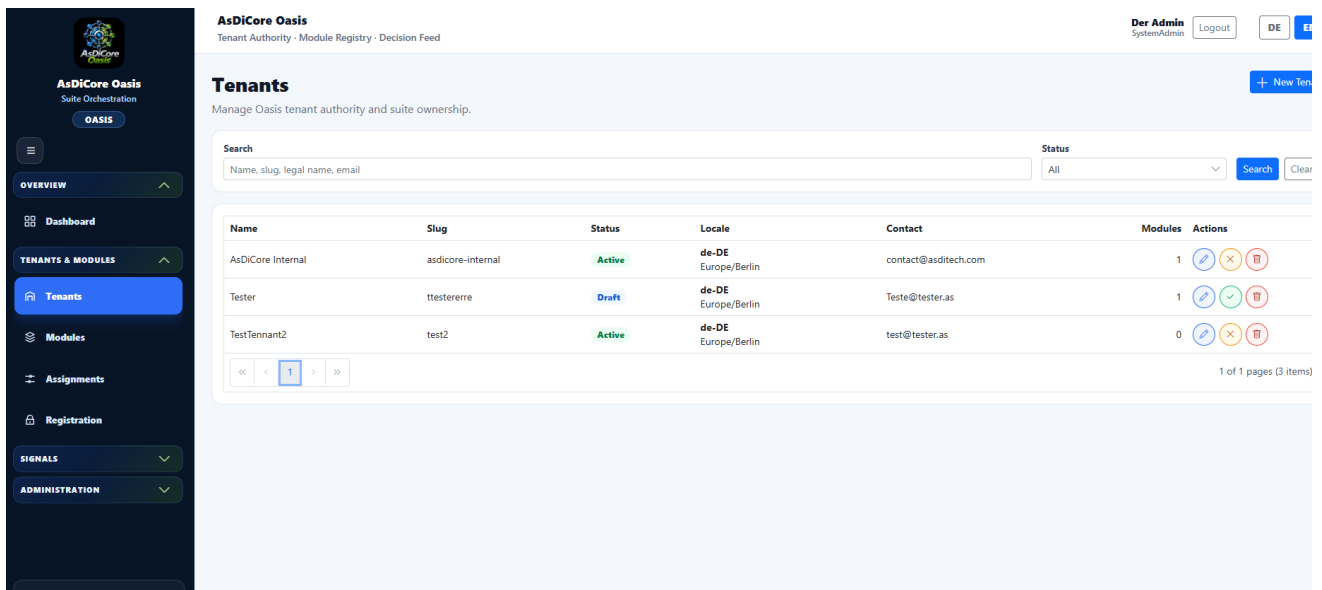 AsDiCore
Oasis
AsDiCore Oasis
Suite Orchestration
OASIS
OVERVIEW
Dashboard
TENANTS & MODULES
Tenants
Modules
Assignments
Registration
SIGNALS
ADMINISTRATION
AsDiCore Oasis
Tenant Authority · Module Registry · Decision Feed
Der Admin
SystemAdmin
Logout
DE
Tenants
Manage Oasis tenant authority and suite ownership.
+ New
Search
Name, slug, legal name, email
Status
All
Search
Clear
Name Slug Status Locale Contact Modules Actions
AsDiCore Internal asdicore-internal Active de-DE Europe/Berlin contact@asditech.com 1
Tester ttestererre Draft de-DE Europe/Berlin Teste@tester.as 1
TestTennant2 test2 Active de-DE Europe/Berlin test@tester.as 0
« ‹ 1 › »
1 of 1 pages (3 items)